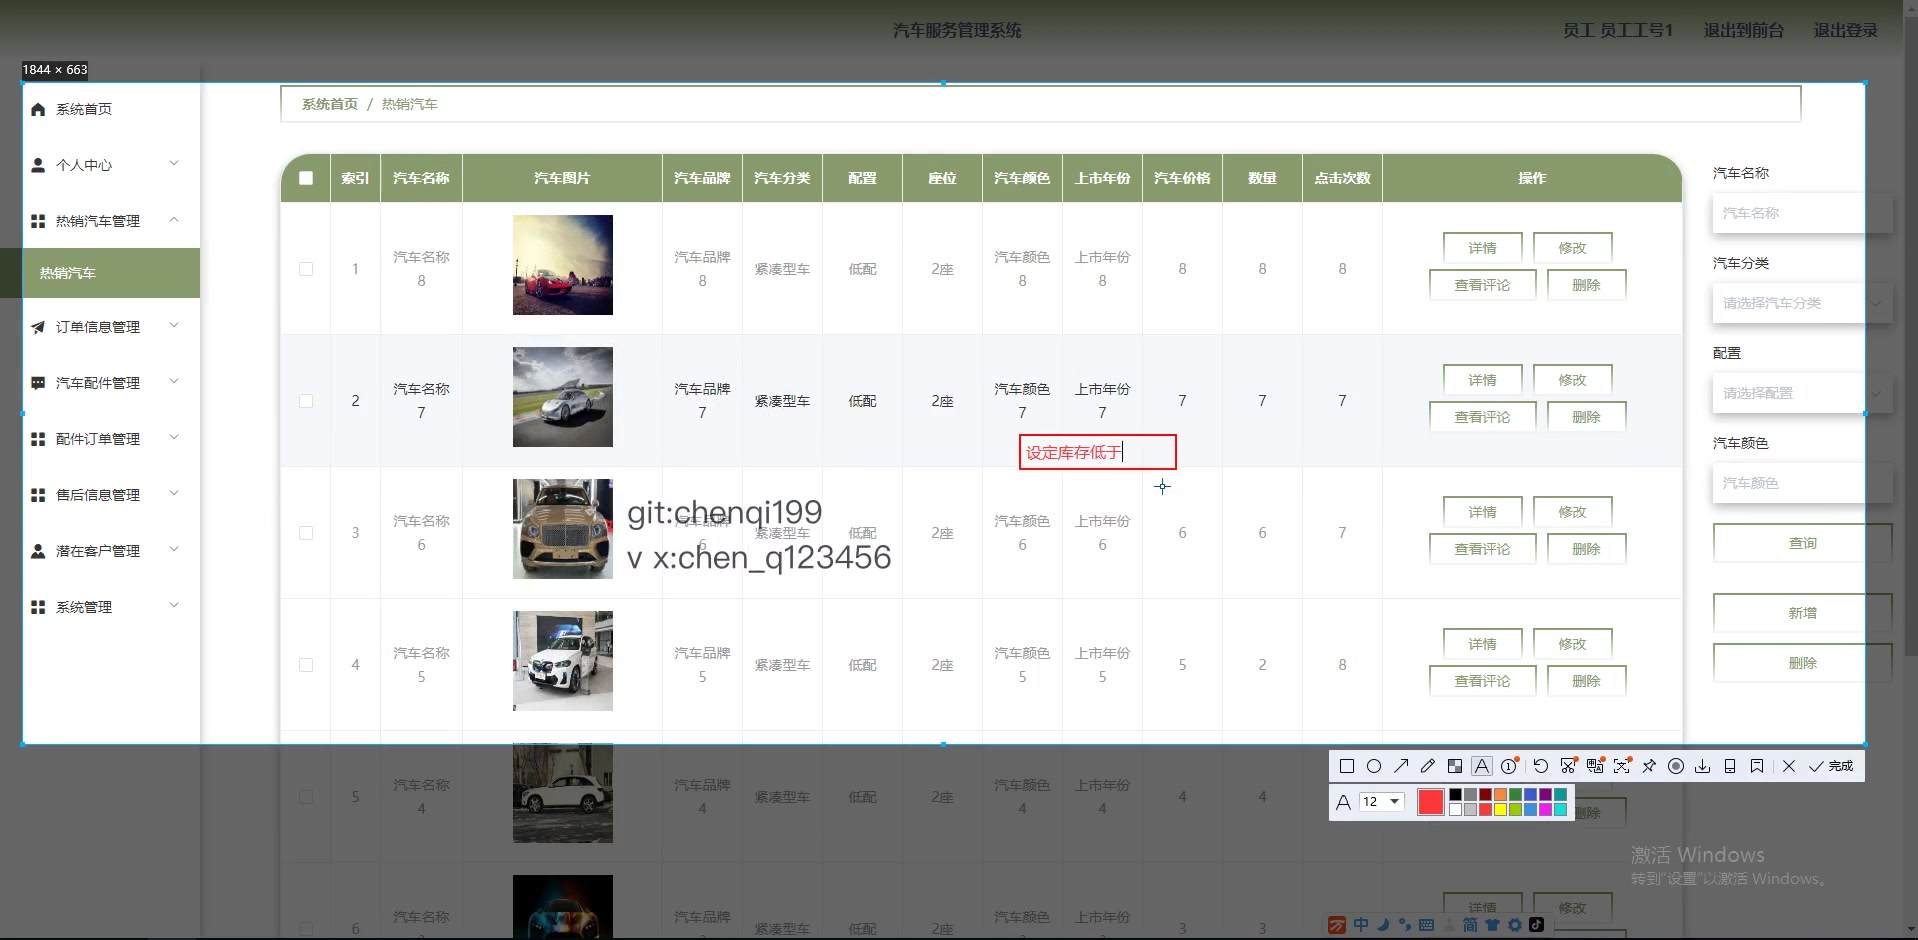 汽车服务管理系统
员工 员工工号1
退出到前台
退出登录
1844 × 663
系统首页
个人中心
热销汽车管理
热销汽车
订单信息管理
汽车配件管理
配件订单管理
售后信息管理
潜在客户管理
系统管理
系统首页 / 热销汽车
索引 汽车名称 汽车图片 汽车品牌 汽车分类 配置 座位 汽车颜色 上市年份 汽车价格 数量 点击次数 操作
1 汽车名称8 汽车品牌8 紧凑型车 低配 2座 汽车颜色8 上市年份8 8 8 8 详情 修改 查看评论 删除
2 汽车名称7 汽车品牌7 紧凑型车 低配 2座 汽车颜色7 上市年份7 7 7 7 详情 修改 查看评论 删除
设定库存低于
3 汽车名称6 汽车品牌6 紧凑型车 低配 2座 汽车颜色6 上市年份6 6 6 7 详情 修改 查看评论 删除
git:chenqi199
v x:chen_q123456
4 汽车名称5 汽车品牌5 紧凑型车 低配 2座 汽车颜色5 上市年份5 5 2 8 详情 修改 查看评论 删除
5 汽车名称4 汽车品牌4 紧凑型车 低配 2座 汽车颜色4 上市年份4 4 4 删除
6 汽车名称 汽车品牌 紧凑型车 低配 2座 汽车颜色 上市年份 3 3 详情 修改
汽车名称
汽车名称
汽车分类
请选择汽车分类
配置
请选择配置
汽车颜色
汽车颜色
查询
新增
删除
完成
A 12
激活 Windows
转到"设置"以激活 Windows。
中 简